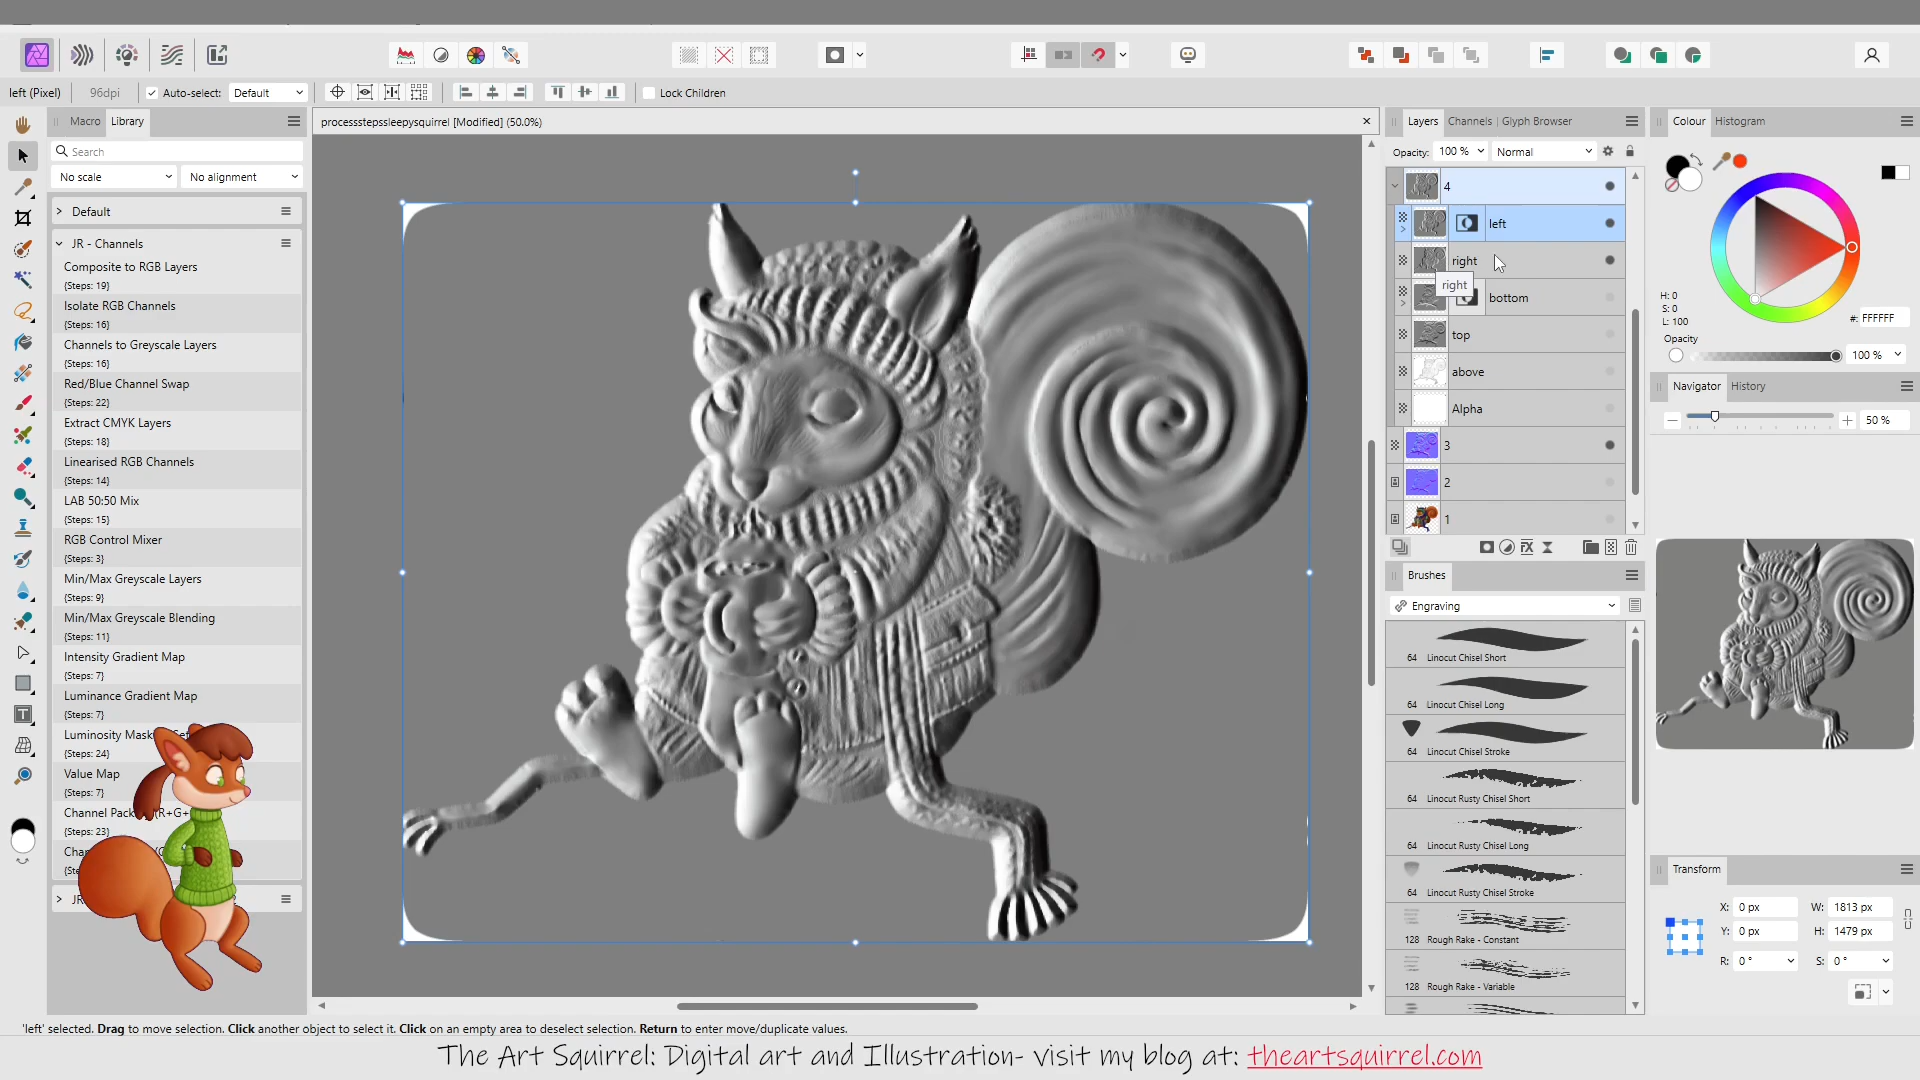 left (Pixel)
96dpi
Auto-select:
Default
Lock Children
Macro
Library
Search
No scale
No alignment
Default
JR - Channels
Composite to RGB Layers
{Steps: 19}
Isolate RGB Channels
{Steps: 16}
Channels to Greyscale Layers
{Steps: 16}
Red/Blue Channel Swap
{Steps: 22}
Extract CMYK Layers
{Steps: 18}
Linearised RGB Channels
{Steps: 14}
LAB 50:50 Mix
{Steps: 15}
RGB Control Mixer
{Steps: 3}
Min/Max Greyscale Layers
{Steps: 9}
Min/Max Greyscale Blending
{Steps: 11}
Intensity Gradient Map
{Steps: 7}
Luminance Gradient Map
{Steps: 7}
Luminosity Mask
{Steps: 24}
Value Map
{Steps: 7}
Channel Pack (R+G+
{Steps: 23}
processstepssleepysquirrel [Modified] (50.0%)
Layers
Channels
Glyph Browser
Opacity:
100 %
Normal
4
left
right
right
bottom
top
above
Alpha
3
2
1
Brushes
Engraving
64 Linocut Chisel Short
64 Linocut Chisel Long
64 Linocut Chisel Stroke
64 Linocut Rusty Chisel Short
64 Linocut Rusty Chisel Long
64 Linocut Rusty Chisel Stroke
128 Rough Rake - Constant
128 Rough Rake - Variable
Colour
Histogram
H: 0
S: 0
L: 100
#: FFFFFF
Opacity
100 %
Navigator
History
50 %
Transform
X: 0 px
W: 1813 px
Y: 0 px
H: 1479 px
R: 0 °
S: 0 °
'left' selected. Drag to move selection. Click another object to select it. Click on an empty area to deselect selection. Return to enter move/duplicate values.
The Art Squirrel: Digital art and Illustration- visit my blog at: theartsquirrel.com